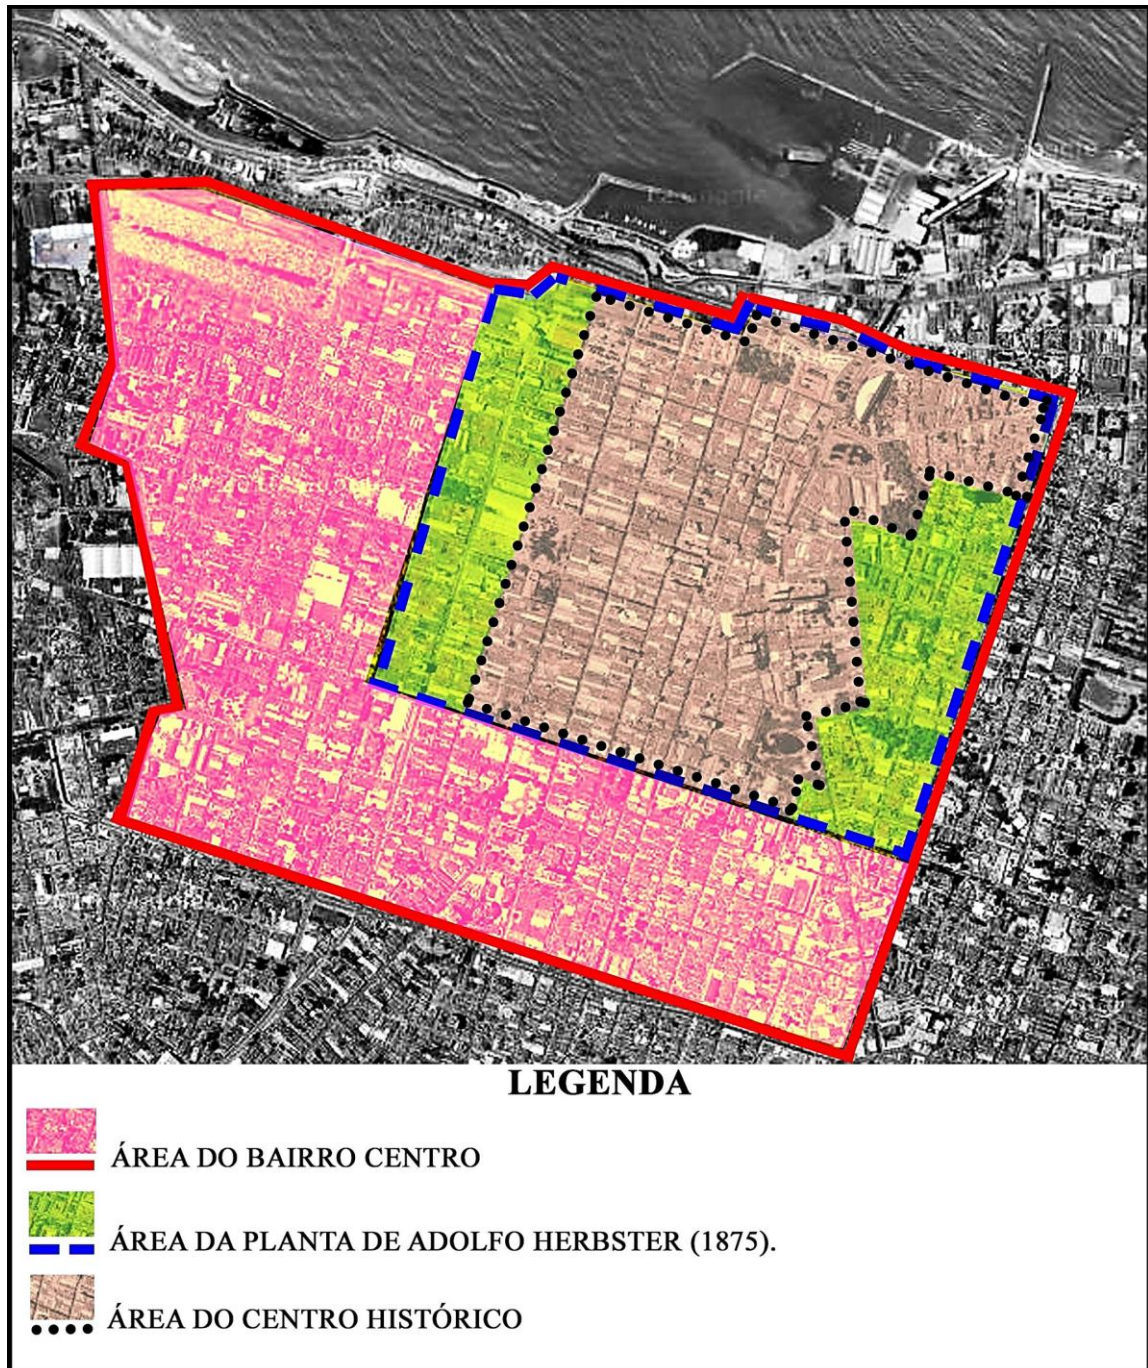 LEGENDA
ÁREA DO BAIRRO CENTRO
ÁREA DA PLANTA DE ADOLFO HERBSTER (1875).
ÁREA DO CENTRO HISTÓRICO